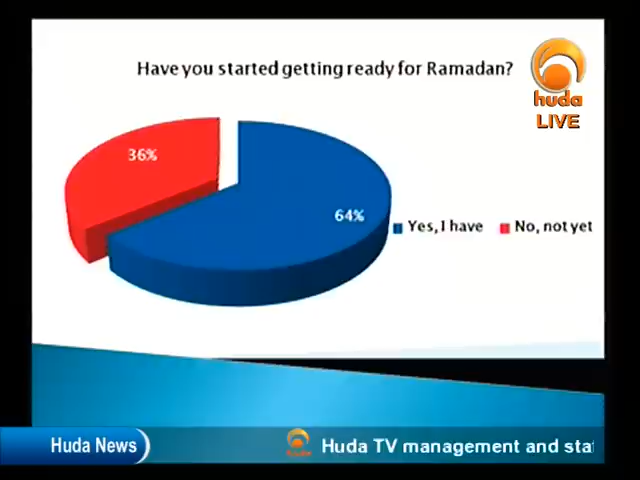 Have you started getting ready for Ramadan?
huda
LIVE
36%
64%
Yes, I have
No, not yet
Huda News
Huda TV management and staf